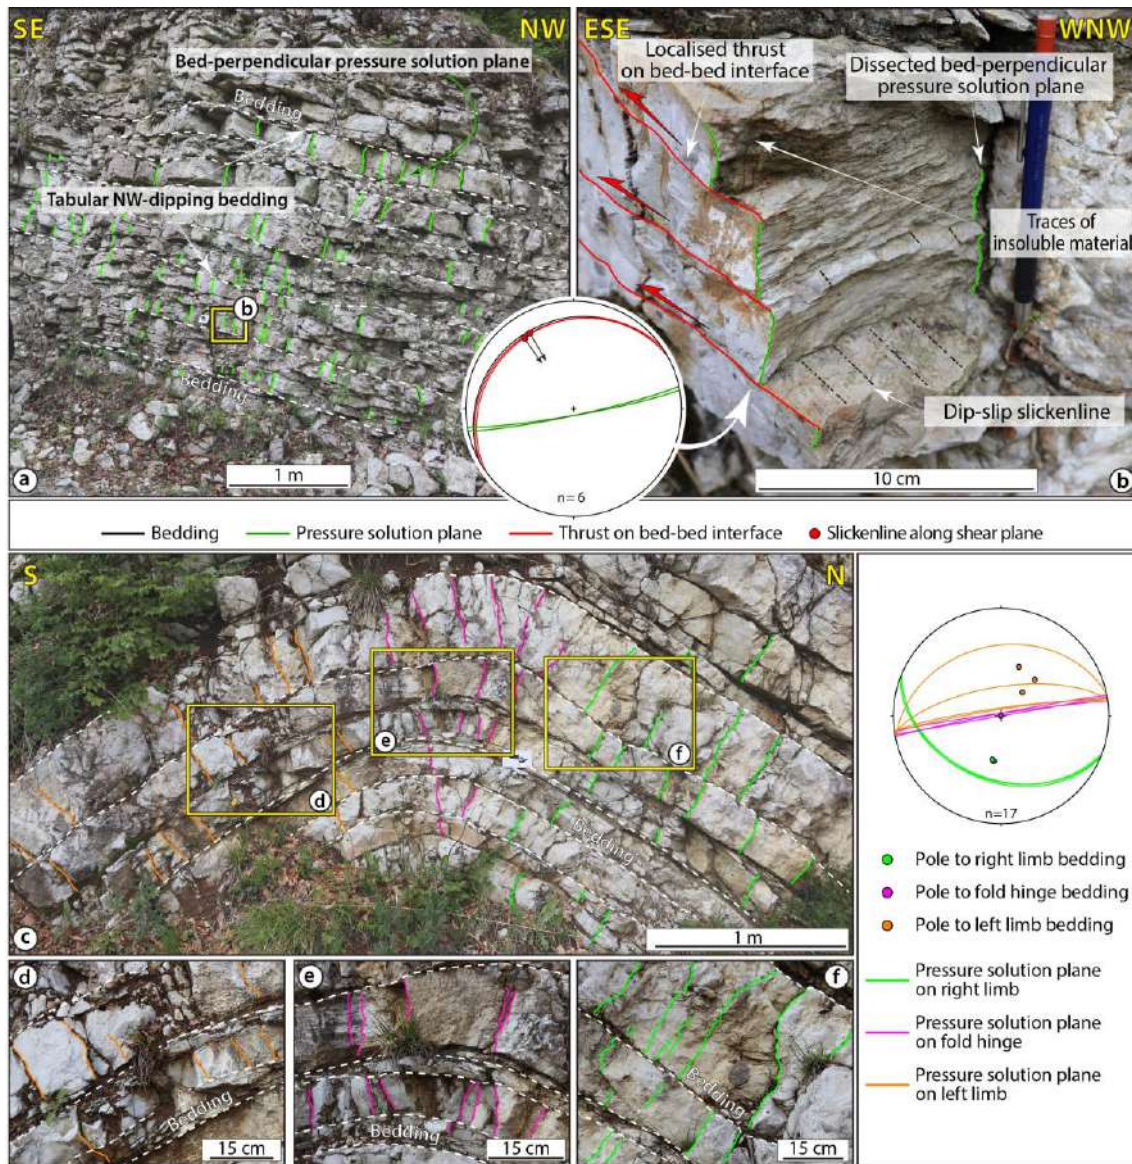 SE
NW
Bed-perpendicular pressure solution plane
Bedding
Tabular NW-dipping bedding
b
Bedding
1 m
a
ESE
WNW
Localised thrust
on bed-bed interface
Dissected bed-perpendicular
pressure solution plane
Traces of
insoluble material
Dip-slip slickenline
10 cm
b
n=6
Bedding
Pressure solution plane
Thrust on bed-bed interface
Slickenline along shear plane
S
N
e
f
d
Bedding
c
1 m
n=17
Pole to right limb bedding
Pole to fold hinge bedding
Pole to left limb bedding
Pressure solution plane
on right limb
Pressure solution plane
on fold hinge
Pressure solution plane
on left limb
d
Bedding
15 cm
e
Bedding
15 cm
f
Bedding
15 cm